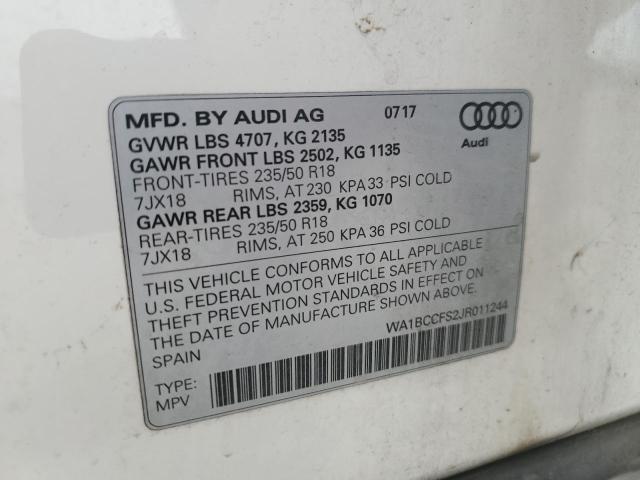 MFD. BY AUDI AG 0717
GVWR LBS 4707, KG 2135
GAWR FRONT LBS 2502, KG 1135
FRONT-TIRES 235/50 R18
7JX18 RIMS, AT 230 KPA 33 PSI COLD
GAWR REAR LBS 2359, KG 1070
REAR-TIRES 235/50 R18
7JX18 RIMS, AT 250 KPA 36 PSI COLD
Audi
THIS VEHICLE CONFORMS TO ALL APPLICABLE
U.S. FEDERAL MOTOR VEHICLE SAFETY AND
THEFT PREVENTION STANDARDS IN EFFECT ON
THE DATE OF MANUFACTURE SHOWN ABOVE.
SPAIN
WA1BCCFS2JR011244
TYPE:
MPV